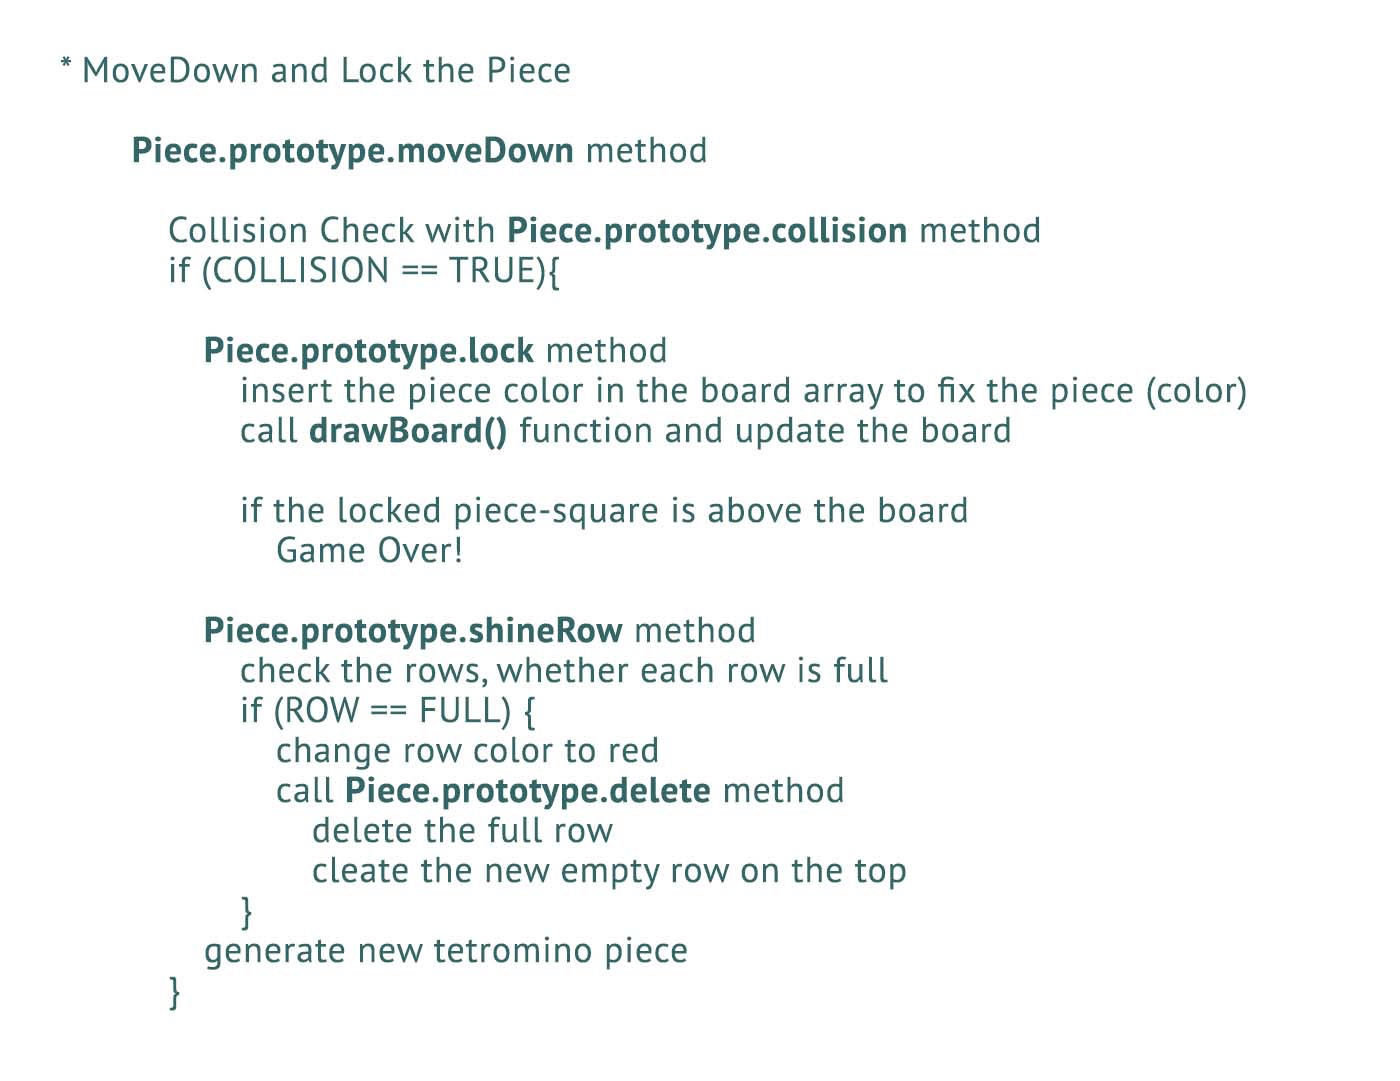 * MoveDown and Lock the Piece
Piece.prototype.moveDown method
Collision Check with Piece.prototype.collision method
if (COLLISION == TRUE){
Piece.prototype.lock method
insert the piece color in the board array to fix the piece (color)
call drawBoard() function and update the board
if the locked piece-square is above the board
Game Over!
Piece.prototype.shineRow method
check the rows, whether each row is full
if (ROW == FULL) {
change row color to red
call Piece.prototype.delete method
delete the full row
cleate the new empty row on the top
}
generate new tetromino piece
}